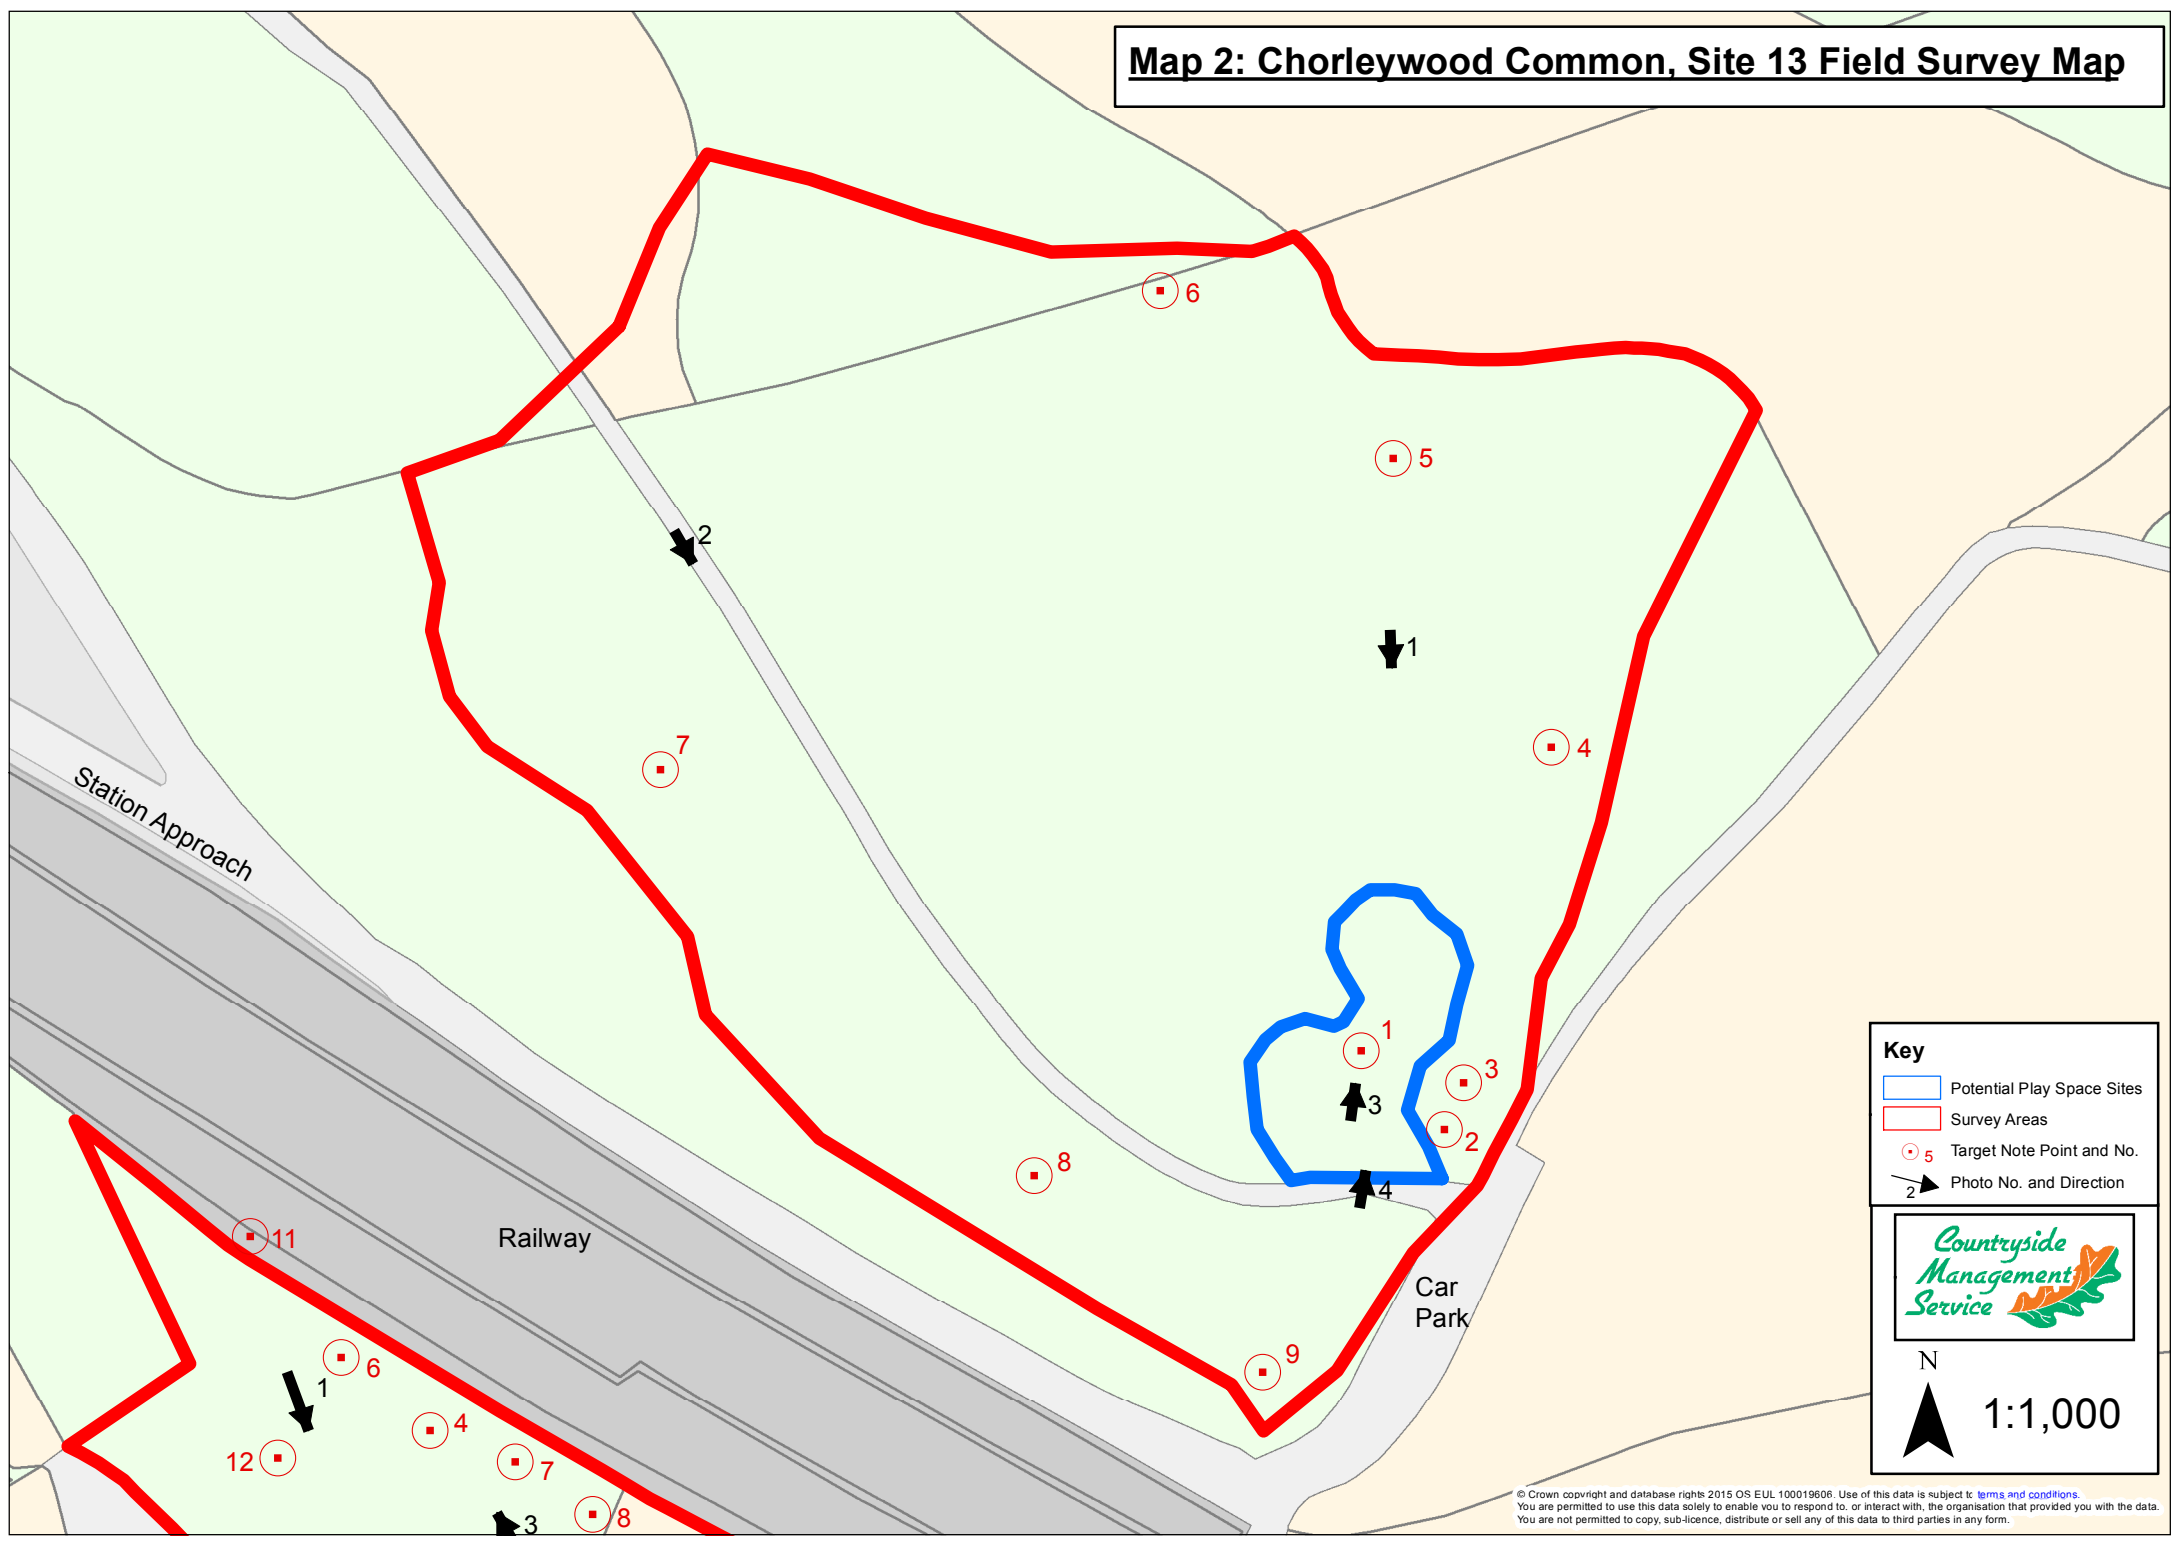 Map 2: Chorleywood Common, Site 13 Field Survey Map
6
5
2
1
7
4
Station Approach
1
3
3
2
8
4
11
Railway
Car
Park
9
6
1
4
12
7
8
3
Key
Potential Play Space Sites
Survey Areas
5 Target Note Point and No.
2 Photo No. and Direction
Countryside
Management
Service
N
1:1,000
© Crown copyright and database rights 2015 OS EUL 100019606. Use of this data is subject to terms and conditions.
You are permitted to use this data solely to enable you to respond to, or interact with, the organisation that provided you with the data.
You are not permitted to copy, sub-licence, distribute or sell any of this data to third parties in any form.